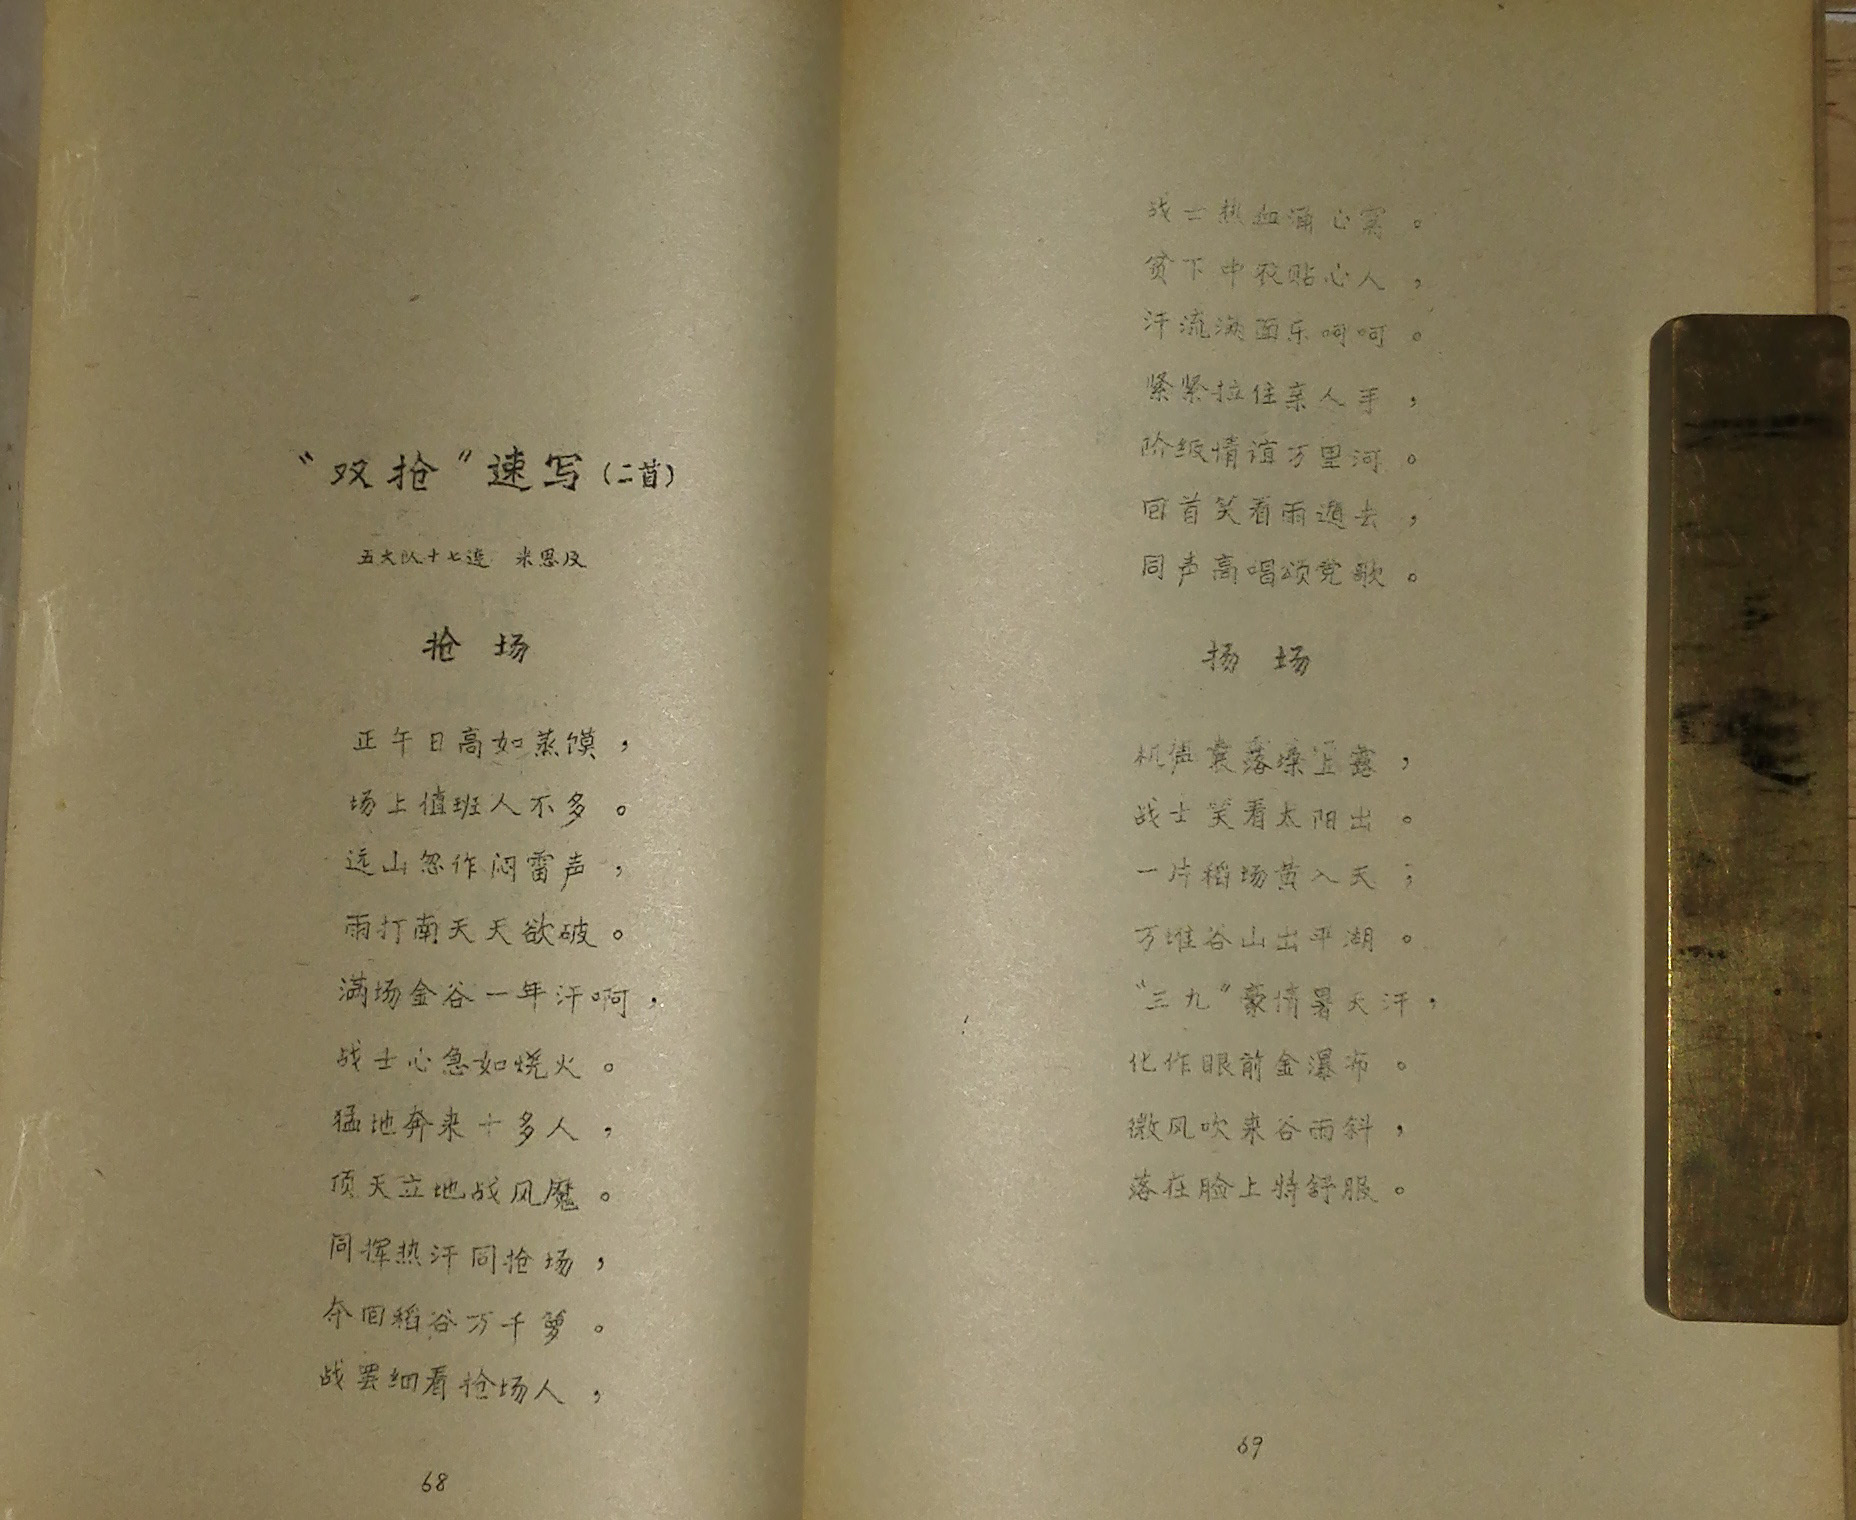 “双抢”速写（二首）
五大队十七连 米思及
抢场
正午日高如蒸馍，
场上值班人不多。
远山忽作闷雷声，
雨打南天天欲破。
满场金谷一年汗啊，
战士心急如烧火。
猛地奔来十多人，
顶天立地战风魔。
同挥热汗同抢场，
夺回稻谷万千箩。
战罢细看抢场人，
68
战士热血涌心窝。
贫下中农贴心人，
汗流满面乐呵呵。
紧紧拉住亲人手，
阶级情谊万里河。
回首笑看雨遁去，
同声高唱颂党歌。
扬场
战士笑看太阳出。
一片稻场黄入天；
万堆谷山出平湖。
“三九”豪情暑天汗，
化作眼前金瀑布。
微风吹来谷雨斜，
落在脸上特舒服。
69